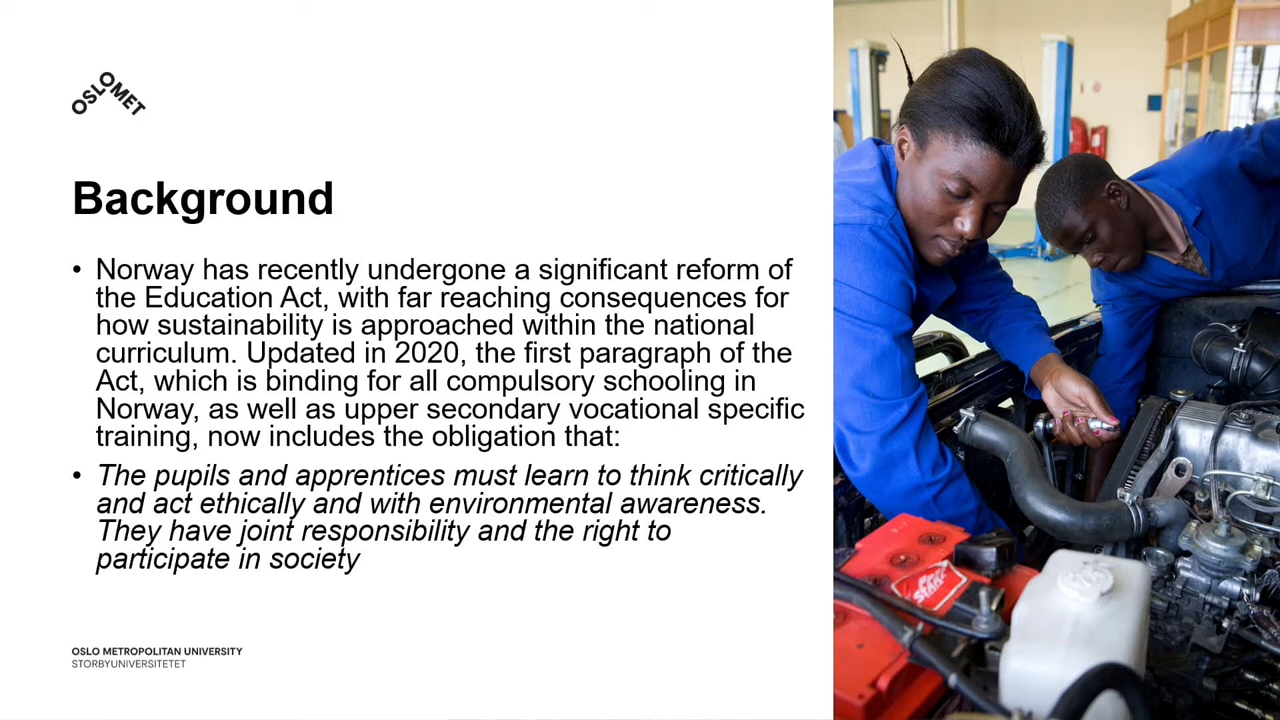 OSLOMET
Background
• Norway has recently undergone a significant reform of
the Education Act, with far reaching consequences for
how sustainability is approached within the national
curriculum. Updated in 2020, the first paragraph of the
Act, which is binding for all compulsory schooling in
Norway, as well as upper secondary vocational specific
training, now includes the obligation that:
• The pupils and apprentices must learn to think critically
and act ethically and with environmental awareness.
They have joint responsibility and the right to
participate in society
OSLO METROPOLITAN UNIVERSITY
STORBYUNIVERSITETET